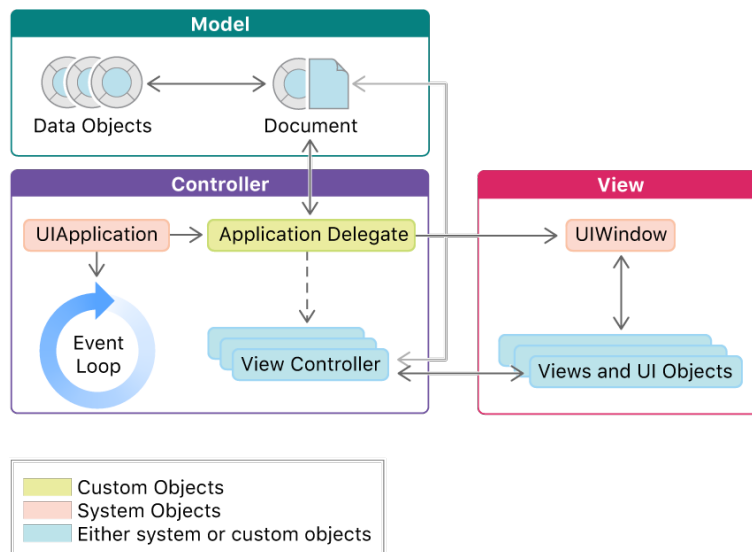 Model
Data Objects
Document
Controller
View
UIApplication
Application Delegate
UIWindow
Event
Loop
View Controller
Views and UI Objects
Custom Objects
System Objects
Either system or custom objects